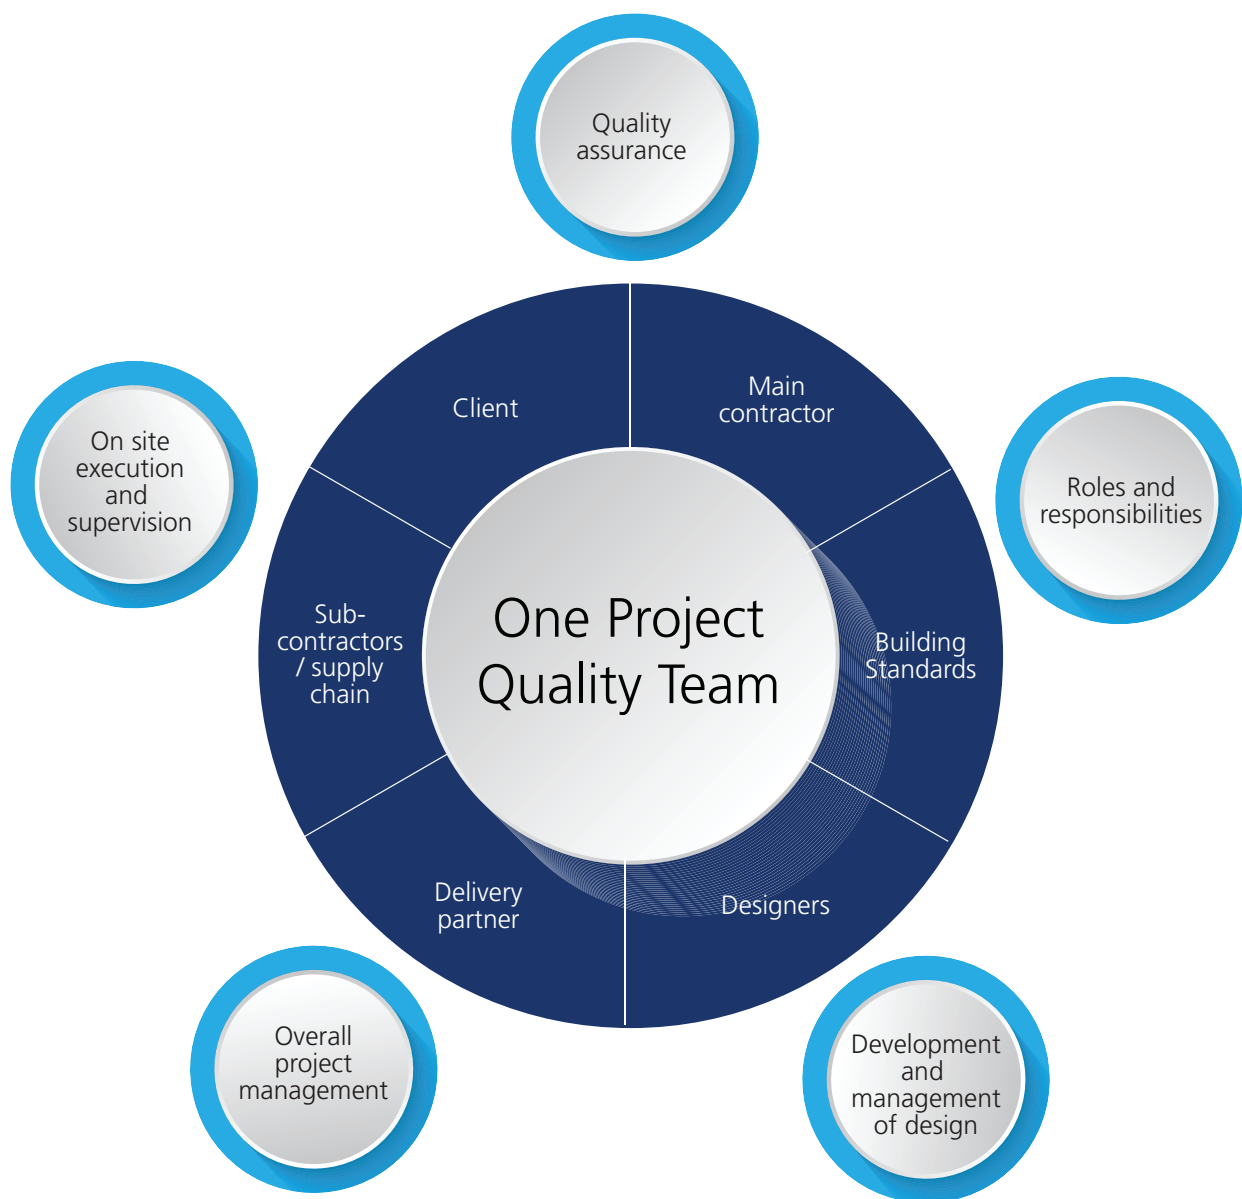 Quality
assurance
Client
Main
contractor
On site
execution
and
supervision
Roles and
responsibilities
Sub-
contractors
/ supply
chain
One Project
Quality Team
Building
Standards
Delivery
partner
Designers
Overall
project
management
Development
and
management
of design